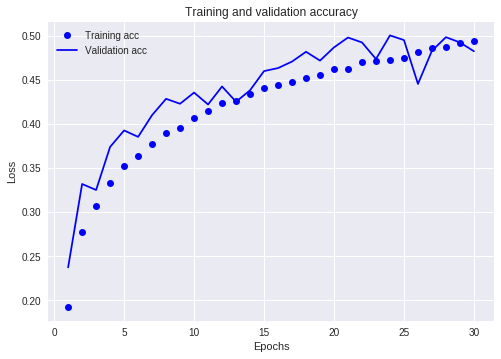 Training and validation accuracy
Training acc
Validation acc
0.50
0.45
0.40
0.35
0.30
0.25
0.20
Loss
0 5 10 15 20 25 30
Epochs